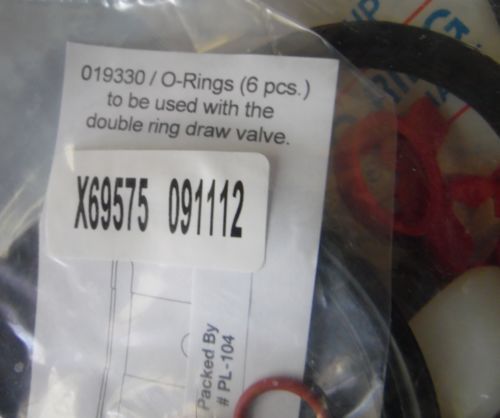 019330 / O-Rings (6 pcs.)
to be used with the
double ring draw valve.
X69575 091112
Packed By
# PL-104